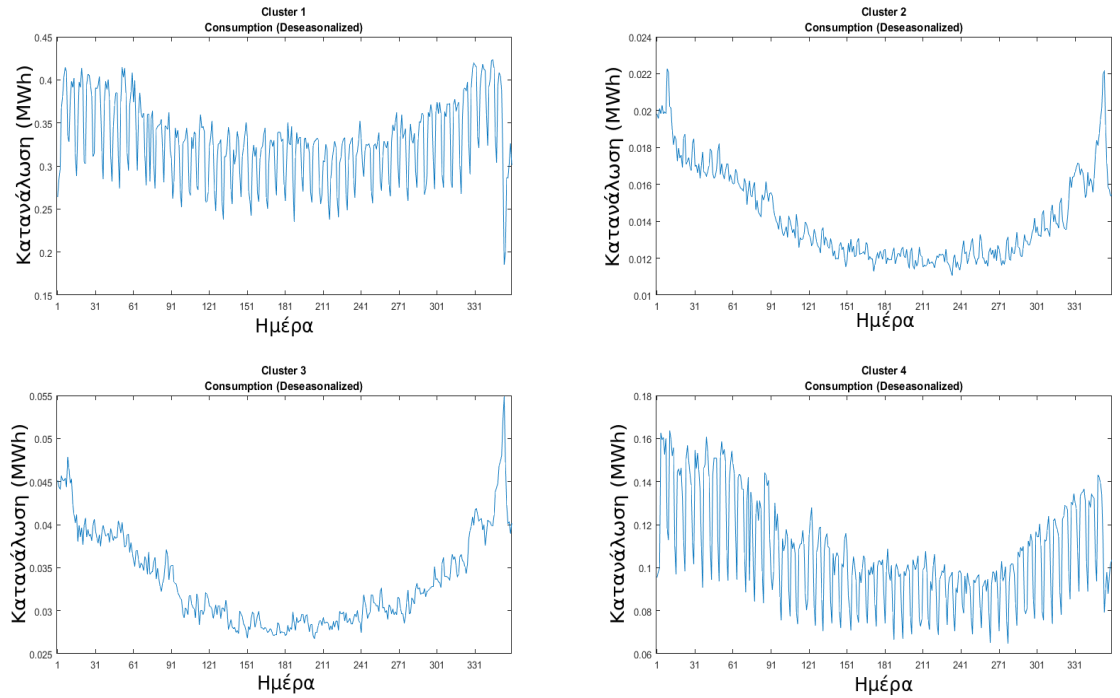 Cluster 1
Consumption (Deseasonalized)
0.45
0.4
0.35
0.3
0.25
0.2
0.15
Κατανάλωση (MWh)
1 31 61 91 121 151 181 211 241 271 301 331
Ημέρα
Cluster 2
Consumption (Deseasonalized)
0.024
0.022
0.02
0.018
0.016
0.014
0.012
0.01
Κατανάλωση (MWh)
1 31 61 91 121 151 181 211 241 271 301 331
Ημέρα
Cluster 3
Consumption (Deseasonalized)
0.055
0.05
0.045
0.04
0.035
0.03
0.025
Κατανάλωση (MWh)
1 31 61 91 121 151 181 211 241 271 301 331
Ημέρα
Cluster 4
Consumption (Deseasonalized)
0.18
0.16
0.14
0.12
0.1
0.08
0.06
Κατανάλωση (MWh)
1 31 61 91 121 151 181 211 241 271 301 331
Ημέρα